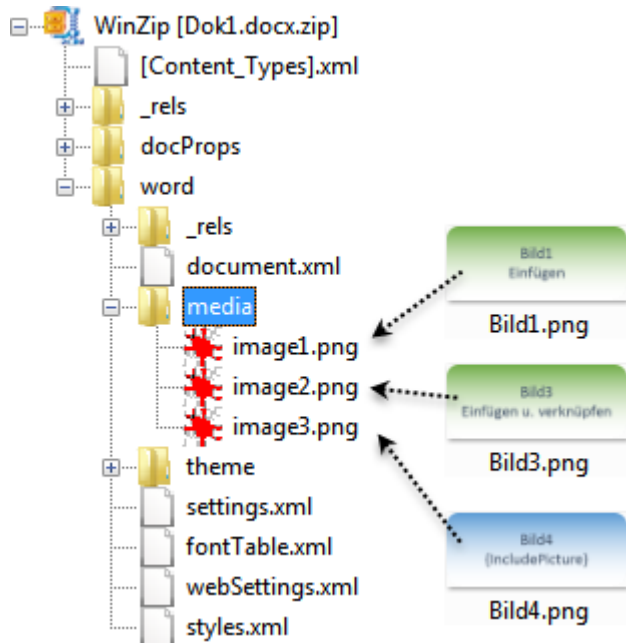 WinZip [Dok1.docx.zip]
[Content_Types].xml
_rels
docProps
word
_rels
document.xml
media
image1.png
image2.png
image3.png
theme
settings.xml
fontTable.xml
webSettings.xml
styles.xml
Bild1
Einfügen
Bild1.png
Bild3
Einfügen u. verknüpfen
Bild3.png
Bild4
{IncludePicture}
Bild4.png